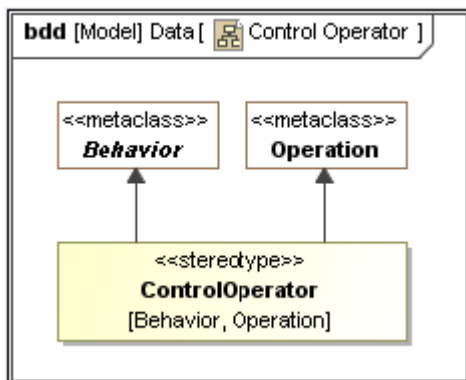 bdd [Model] Data [ Control Operator ]
<<metaclass>> <<metaclass>>
Behavior Operation
<<stereotype>>
ControlOperator
[Behavior, Operation]